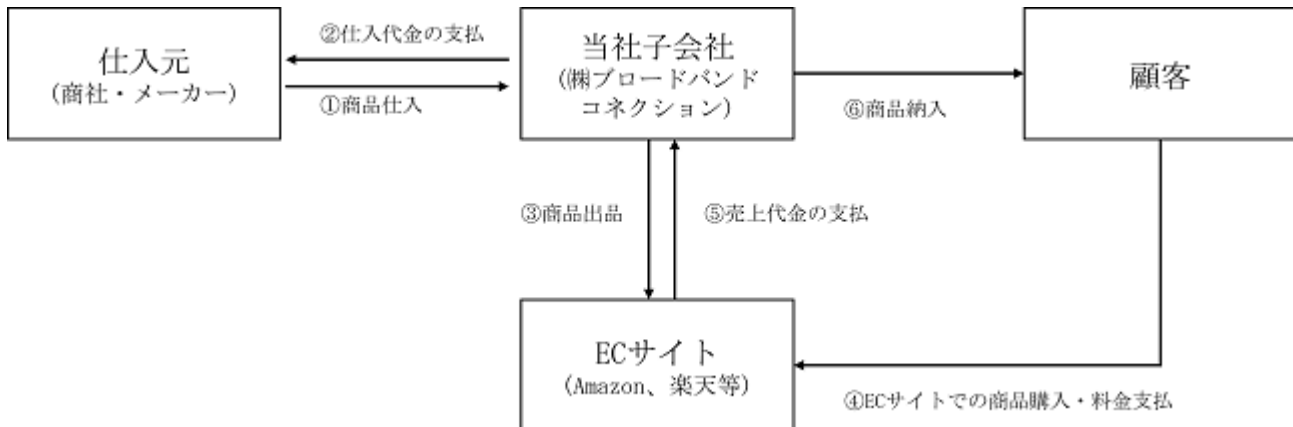 ②仕入代金の支払
仕入元
(商社・メーカー)
①商品仕入
当社子会社
(㈱ブロードバンド
コネクション)
⑥商品納入
顧客
③商品出品
⑤売上代金の支払
ECサイト
(Amazon、楽天等)
④ECサイトでの商品購入・料金支払